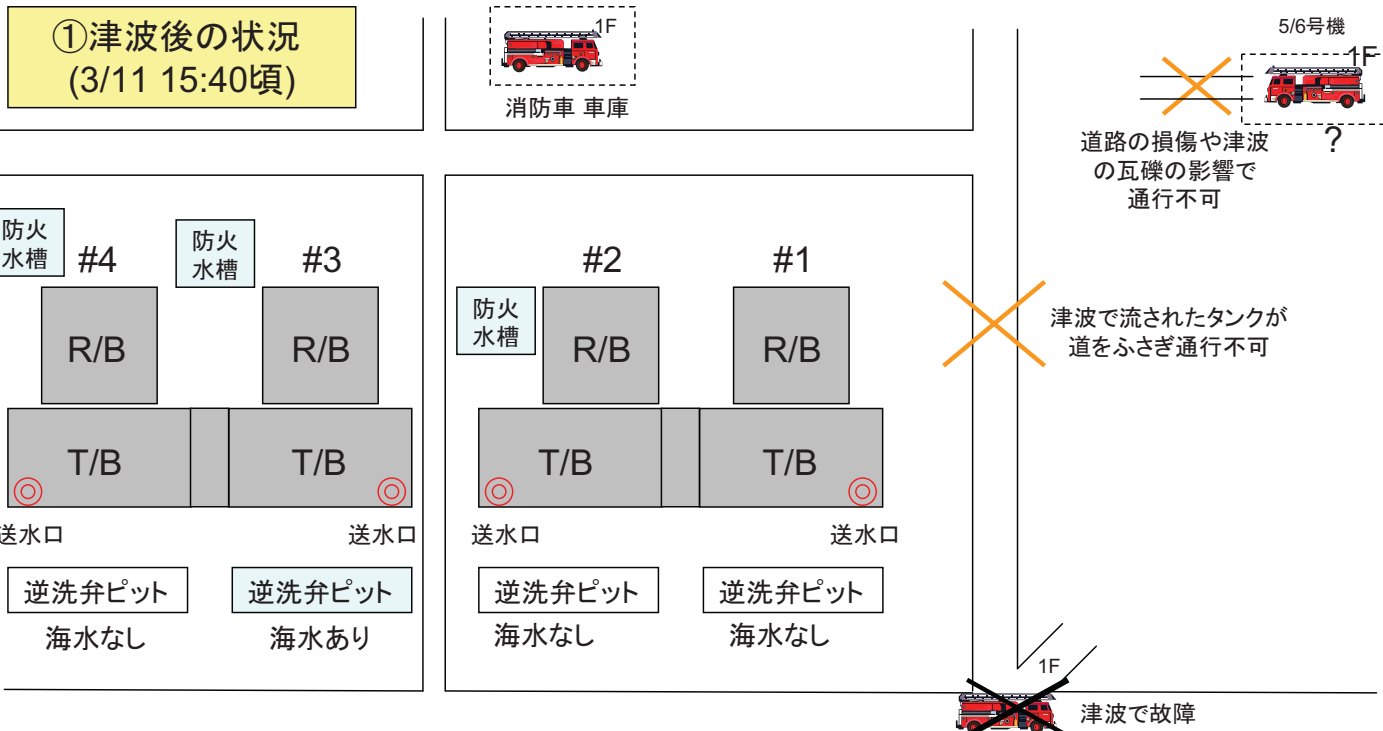 ①津波後の状況
(3/11 15:40頃)
1F
消防車 車庫
5/6号機
1F
?
道路の損傷や津波
の瓦礫の影響で
通行不可
防火
水槽
#4
防火
水槽
#3
防火
水槽
#2
#1
R/B
R/B
R/B
R/B
津波で流されたタンクが
道をふさぎ通行不可
T/B
T/B
T/B
T/B
送水口
送水口
送水口
送水口
逆洗弁ピット
逆洗弁ピット
逆洗弁ピット
逆洗弁ピット
海水なし
海水あり
海水なし
海水なし
1F
津波で故障